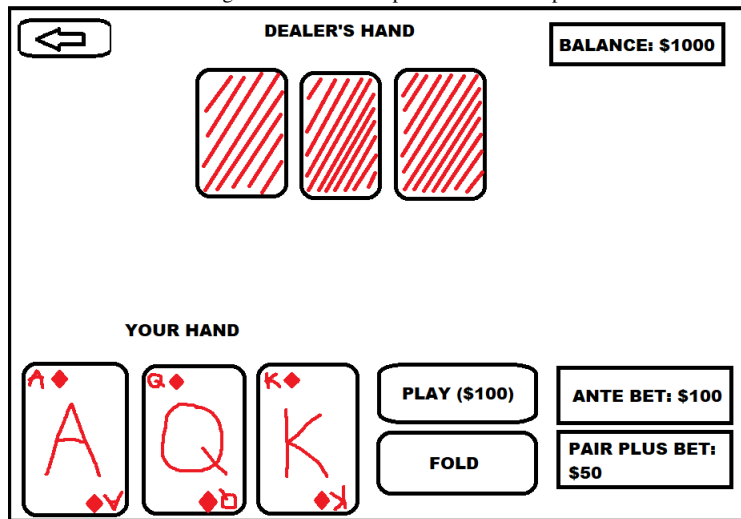 DEALER'S HAND
BALANCE: $1000
YOUR HAND
A
A
A
Q
Q
Q
K
K
K
PLAY ($100)
FOLD
ANTE BET: $100
PAIR PLUS BET:
$50